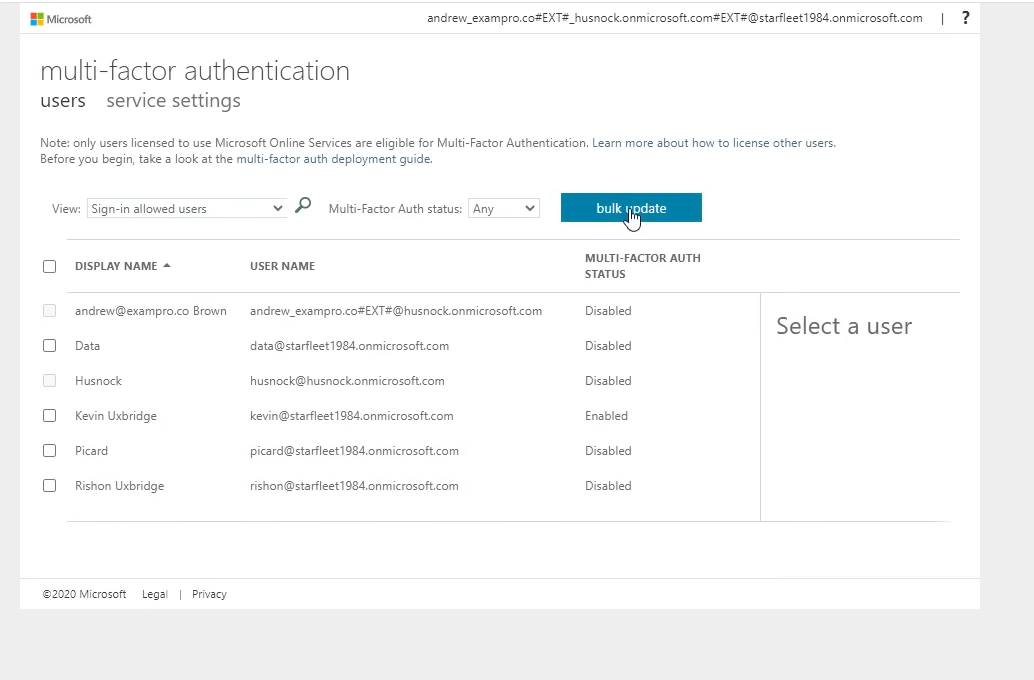 Microsoft
andrew_exampro.co#EXT#_husnock.onmicrosoft.com#EXT#@starfleet1984.onmicrosoft.com | ?
multi-factor authentication
users service settings
Note: only users licensed to use Microsoft Online Services are eligible for Multi-Factor Authentication. Learn more about how to license other users.
Before you begin, take a look at the multi-factor auth deployment guide.
View: Sign-in allowed users Multi-Factor Auth status: Any bulk update
DISPLAY NAME USER NAME MULTI-FACTOR AUTH
STATUS
andrew@exampro.co Brown andrew_exampro.co#EXT#@husnock.onmicrosoft.com Disabled
Select a user
Data data@starfleet1984.onmicrosoft.com Disabled
Husnock husnock@husnock.onmicrosoft.com Disabled
Kevin Uxbridge kevin@starfleet1984.onmicrosoft.com Enabled
Picard picard@starfleet1984.onmicrosoft.com Disabled
Rishon Uxbridge rishon@starfleet1984.onmicrosoft.com Disabled
©2020 Microsoft Legal | Privacy